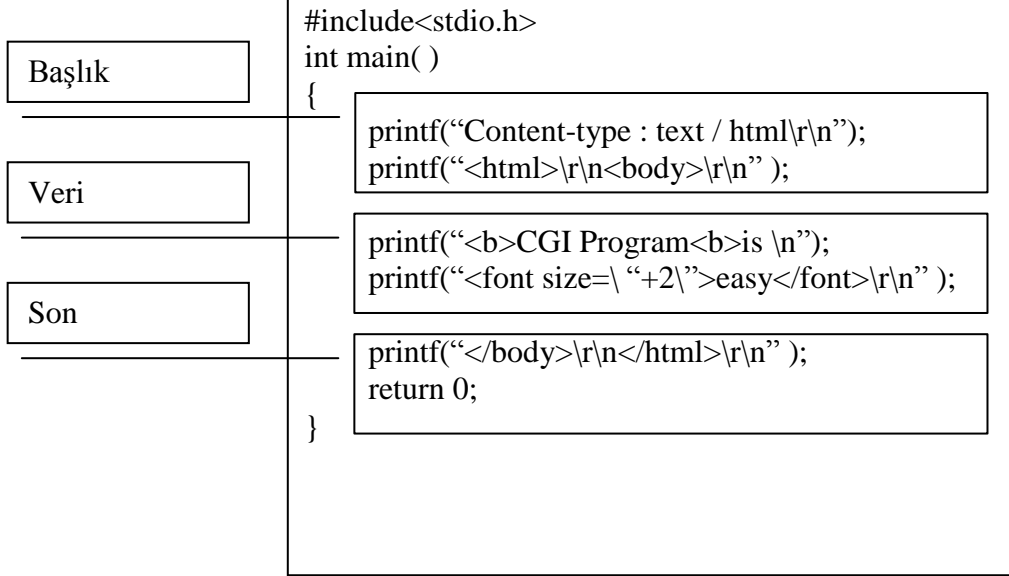 #include<stdio.h>
int main( )
Başlık
{
printf(“Content-type : text / html\r\n”);
printf(“<html>\r\n<body>\r\n” );
Veri
printf(“<b>CGI Program<b>is \n”);
printf(“<font size=\ “+2\”>easy</font>\r\n” );
Son
printf(“</body>\r\n</html>\r\n” );
return 0;
}